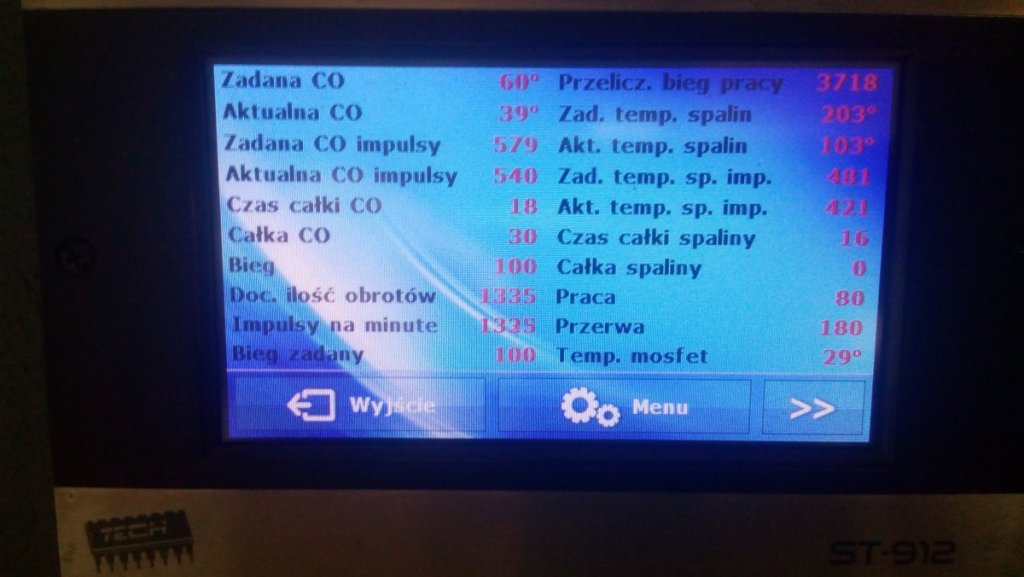 Zadana CO 60° Przelicz. bieg pracy 3718
Aktualna CO 39° Zad. temp. spalin 203°
Zadana CO impulsy 579 Akt. temp. spalin 103°
Aktualna CO impulsy 540 Zad. temp. sp. imp. 481
Czas całki CO 18 Akt. temp. sp. imp. 421
Całka CO 30 Czas całki spaliny 16
Bieg 100 Całka spaliny 0
Doc. ilość obrotów 1335 Praca 80
Impulsy na minute 1335 Przerwa 180
Bieg zadany 100 Temp. mosfet 29°
Wyjście Menu >>
TECH ST-912